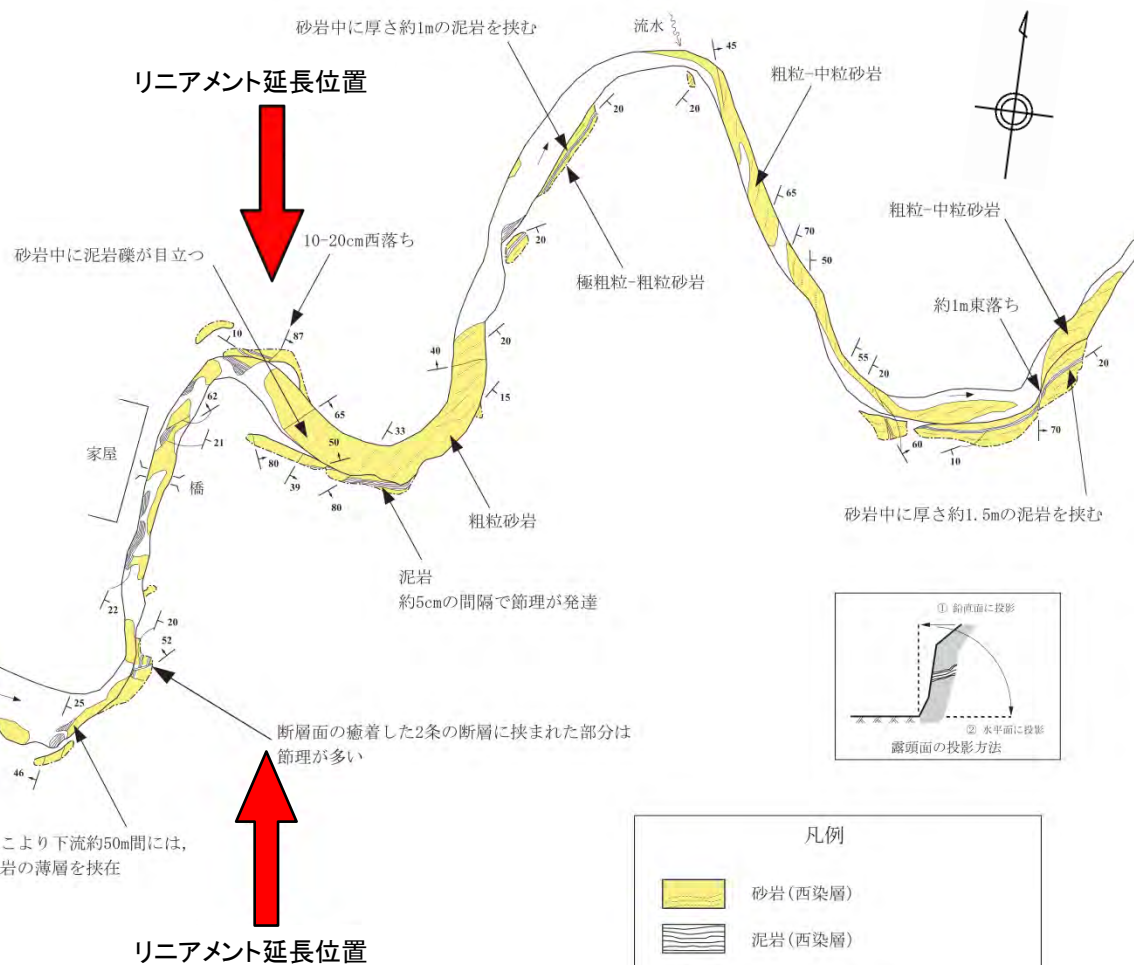 砂岩中に厚さ約1mの泥岩を挟む
流水
45
リニアメント延長位置
粗粒-中粒砂岩
20
20
65
粗粒-中粒砂岩
砂岩中に泥岩礫が目立つ
10-20cm西落ち
20
70
50
極粗粒-粗粒砂岩
約1m東落ち
10
87
40
20
55
20
20
62
65
15
家屋
21
50
33
60
70
橋
80
39
10
80
粗粒砂岩
砂岩中に厚さ約1.5mの泥岩を挟む
泥岩
約5cmの間隔で節理が発達
22
20
52
① 鉛直面に投影
25
断層面の癒着した2条の断層に挟まれた部分は
節理が多い
② 水平面に投影
露頭面の投影方法
46
こより下流約50m間には,
岩の薄層を挟在
凡例
砂岩(西染層)
泥岩(西染層)
リニアメント延長位置